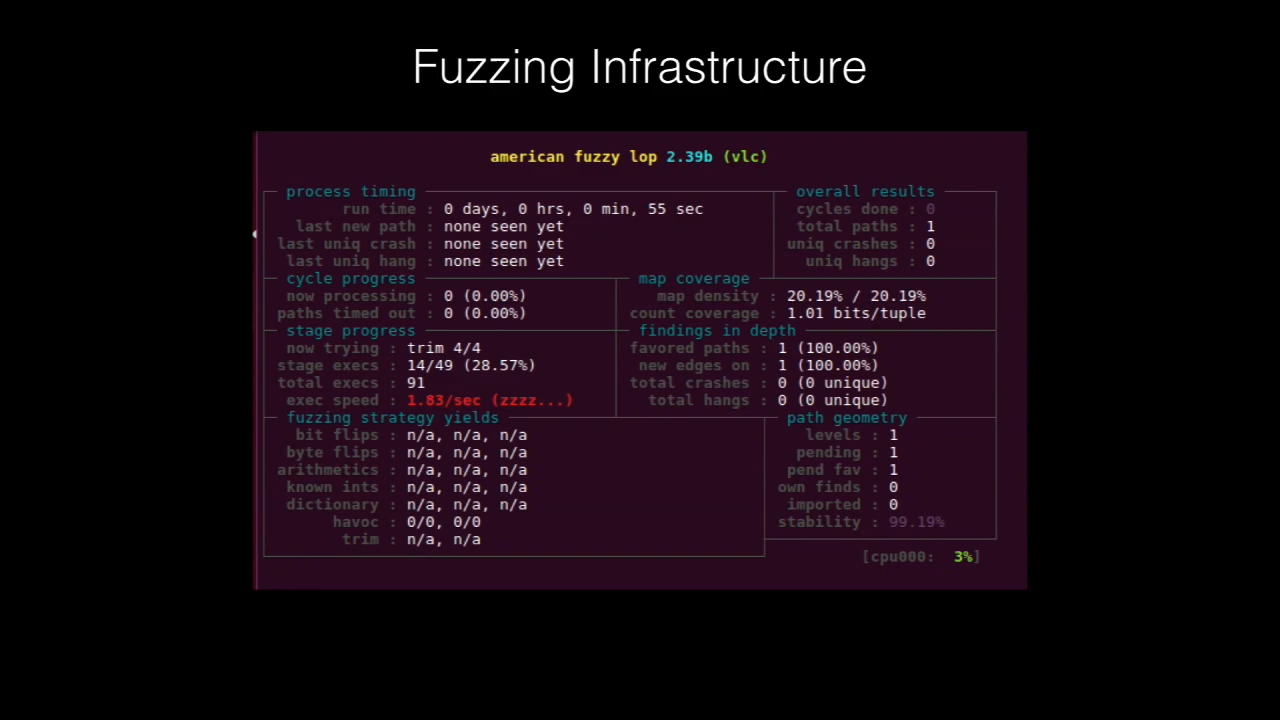 Fuzzing Infrastructure
american fuzzy lop 2.39b (vlc)
process timing
run time : 0 days, 0 hrs, 0 min, 55 sec
last new path : none seen yet
last uniq crash : none seen yet
last uniq hang : none seen yet
overall results
cycles done : 0
total paths : 1
uniq crashes : 0
uniq hangs : 0
cycle progress
now processing : 0 (0.00%)
paths timed out : 0 (0.00%)
map coverage
map density : 20.19% / 20.19%
count coverage : 1.01 bits/tuple
stage progress
now trying : trim 4/4
stage execs : 14/49 (28.57%)
total execs : 91
exec speed : 1.83/sec (zzzz...)
findings in depth
favored paths : 1 (100.00%)
new edges on : 1 (100.00%)
total crashes : 0 (0 unique)
total hangs : 0 (0 unique)
fuzzing strategy yields
bit flips : n/a, n/a, n/a
byte flips : n/a, n/a, n/a
arithmetics : n/a, n/a, n/a
known ints : n/a, n/a, n/a
dictionary : n/a, n/a, n/a
havoc : 0/0, 0/0
trim : n/a, n/a
path geometry
levels : 1
pending : 1
pend fav : 1
own finds : 0
imported : 0
stability : 99.19%
[cpu000: 3%]